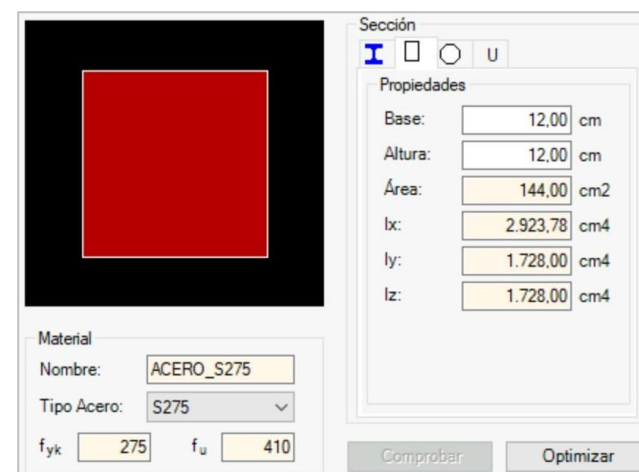 Sección
U
Propiedades
Base: 12,00 cm
Altura: 12,00 cm
Área: 144,00 cm2
Ix: 2.923,78 cm4
Iy: 1.728,00 cm4
Iz: 1.728,00 cm4
Material
Nombre: ACERO_S275
Tipo Acero: S275
fyk 275 fu 410
Comprobar Optimizar